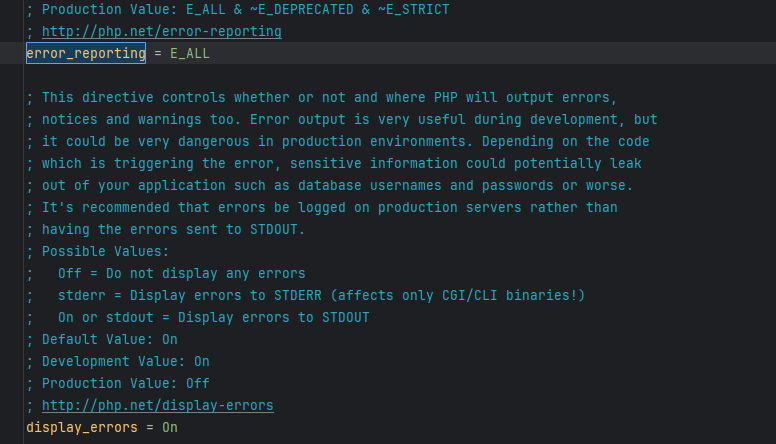 ; Production Value: E_ALL & ~E_DEPRECATED & ~E_STRICT
; http://php.net/error-reporting
error_reporting = E_ALL
; This directive controls whether or not and where PHP will output errors,
; notices and warnings too. Error output is very useful during development, but
; it could be very dangerous in production environments. Depending on the code
; which is triggering the error, sensitive information could potentially leak
; out of your application such as database usernames and passwords or worse.
; It's recommended that errors be logged on production servers rather than
; having the errors sent to STDOUT.
; Possible Values:
;   Off = Do not display any errors
;   stderr = Display errors to STDERR (affects only CGI/CLI binaries!)
;   On or stdout = Display errors to STDOUT
; Default Value: On
; Development Value: On
; Production Value: Off
; http://php.net/display-errors
display_errors = On